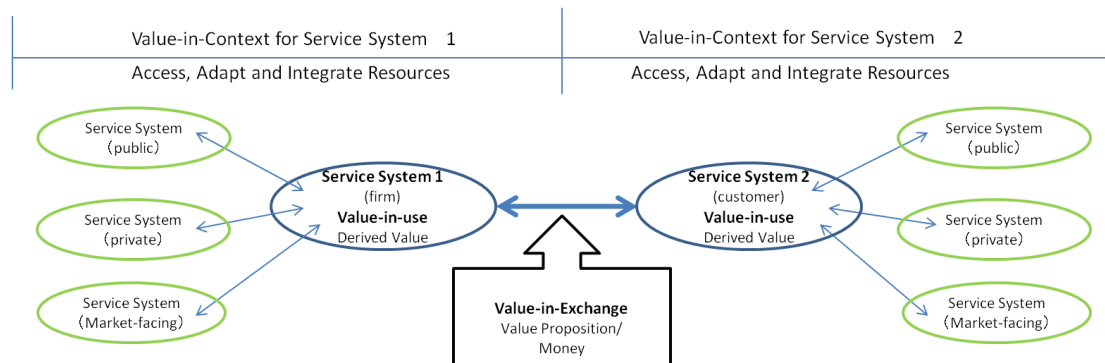 Value-in-Context for Service System 1
Value-in-Context for Service System 2
Access, Adapt and Integrate Resources
Access, Adapt and Integrate Resources
Service System
（public）
Service System
（private）
Service System
（Market-facing）
Service System 1
(firm)
Value-in-use
Derived Value
Service System 2
(customer)
Value-in-use
Derived Value
Service System
（public）
Service System
（private）
Service System
（Market-facing）
Value-in-Exchange
Value Proposition/
Money